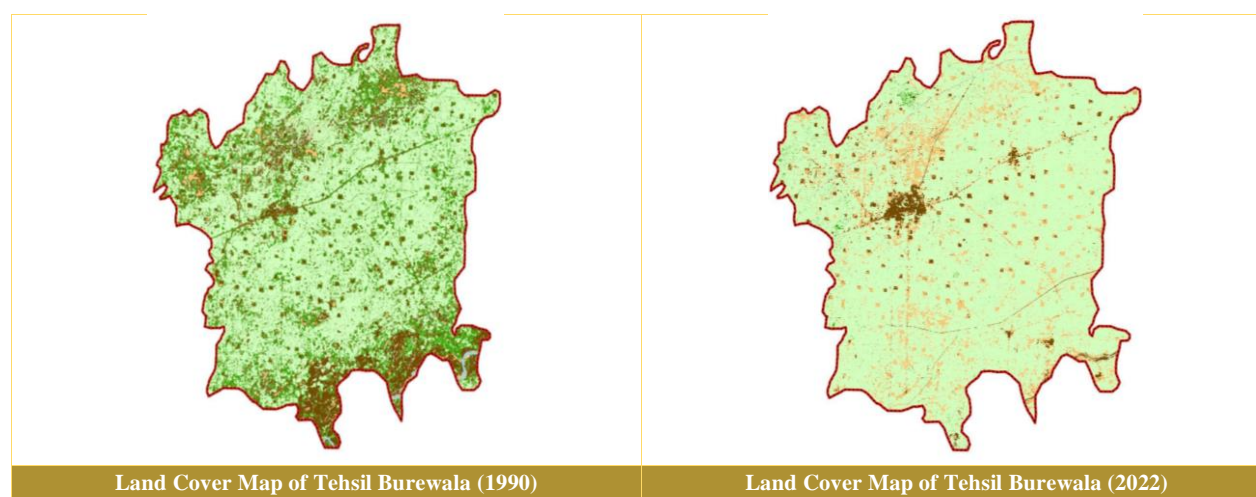 Land Cover Map of Tehsil Burewala (1990)
Land Cover Map of Tehsil Burewala (2022)